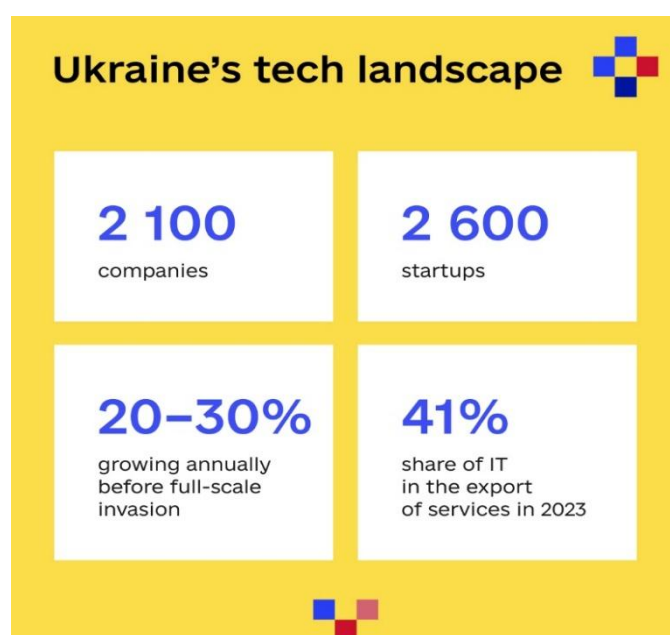 Ukraine's tech landscape
2 100
companies
2 600
startups
20–30%
growing annually
before full-scale
invasion
41%
share of IT
in the export
of services in 2023